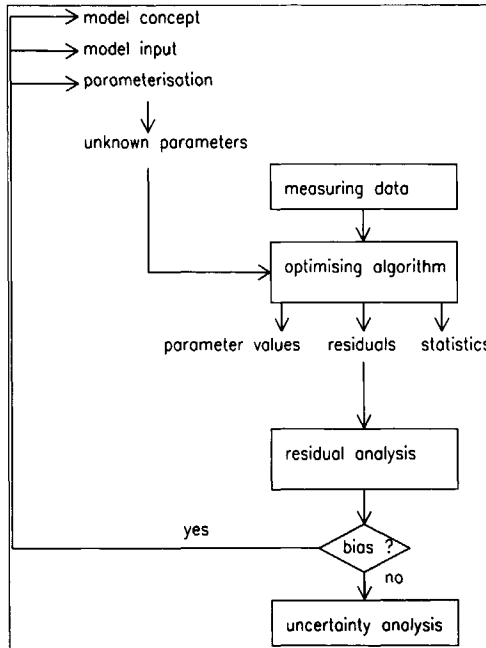 model concept
model input
parameterisation
unknown parameters
measuring data
optimising algorithm
parameter values residuals statistics
residual analysis
yes
bias ?
no
uncertainty analysis